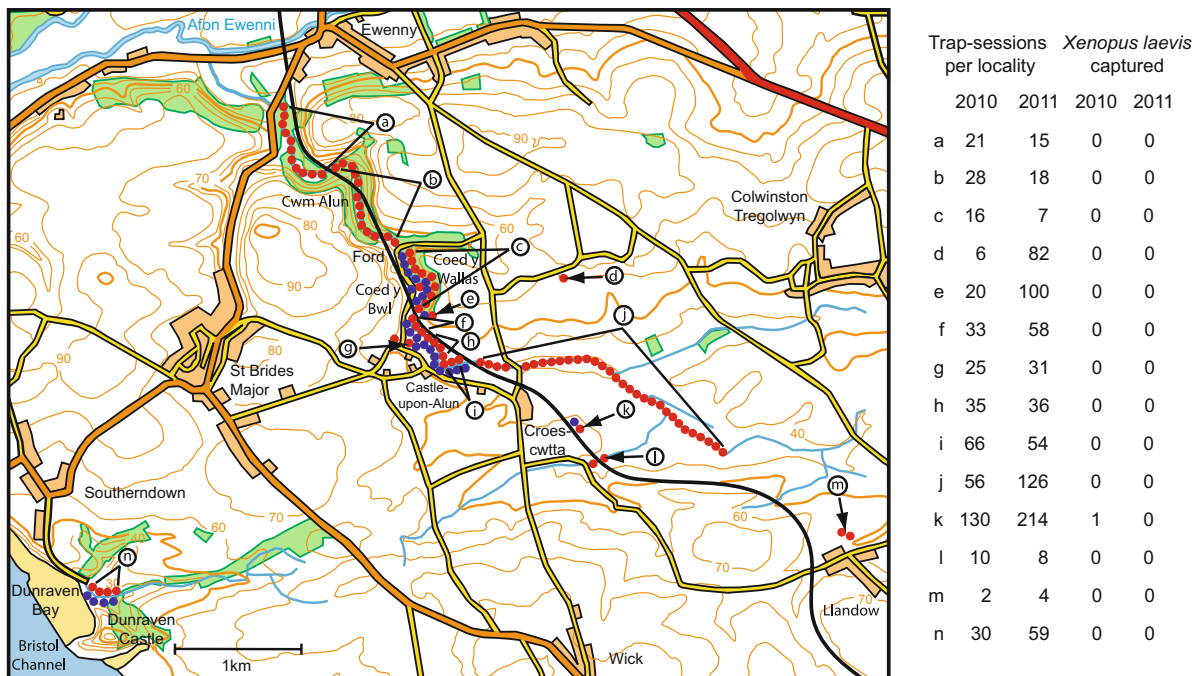 Afon Ewenni
Ewenny
60
80
90
a
70
b
Cwm Alun
Colwinston
Tregolwyn
60
80
60
c
Ford
Coed y
Wallas
d
90
Coed y
Bwl
e
f
j
g
h
90
80
St Brides
Major
Castle-
upon-Alun
i
k
Croes-
cwtta
40
l
Southerndown
70
m
60
60
40
n
30
70
Dunraven
Bay
Dunraven
Castle
70
Llandow
Bristol
Channel
1km
Wick
Trap-sessions Xenopus laevis
per locality captured
2010 2011 2010 2011
a 21 15 0 0
b 28 18 0 0
c 16 7 0 0
d 6 82 0 0
e 20 100 0 0
f 33 58 0 0
g 25 31 0 0
h 35 36 0 0
i 66 54 0 0
j 56 126 0 0
k 130 214 1 0
l 10 8 0 0
m 2 4 0 0
n 30 59 0 0